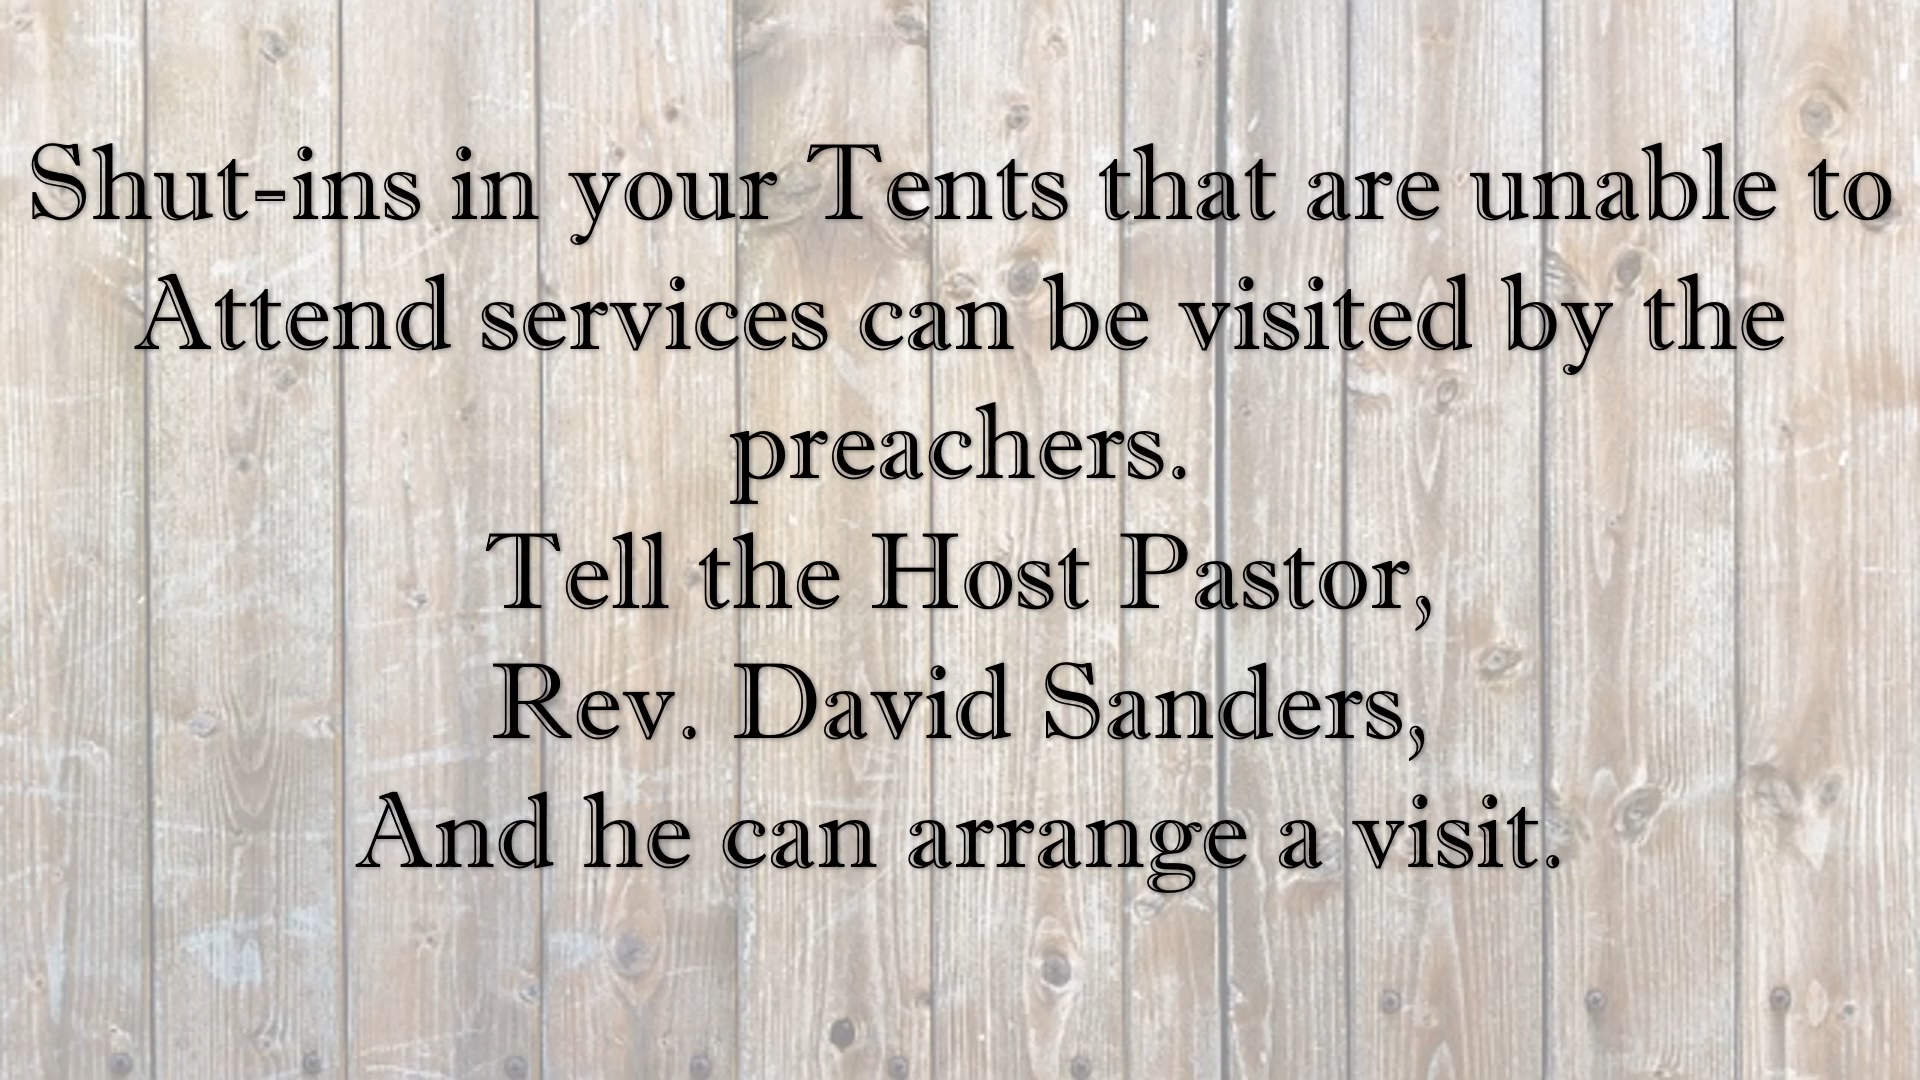 Shut-ins in your Tents that are unable to
Attend services can be visited by the
preachers.
Tell the Host Pastor,
Rev. David Sanders,
And he can arrange a visit.